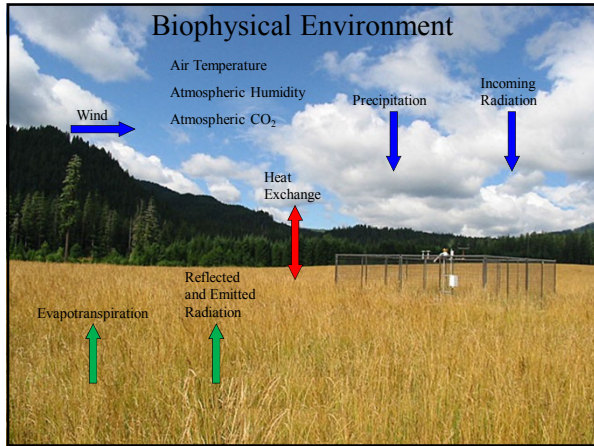 Biophysical Environment
Air Temperature
Atmospheric Humidity
Atmospheric CO₂
Wind
Precipitation
Incoming
Radiation
Heat
Exchange
Reflected
and Emitted
Radiation
Evapotranspiration